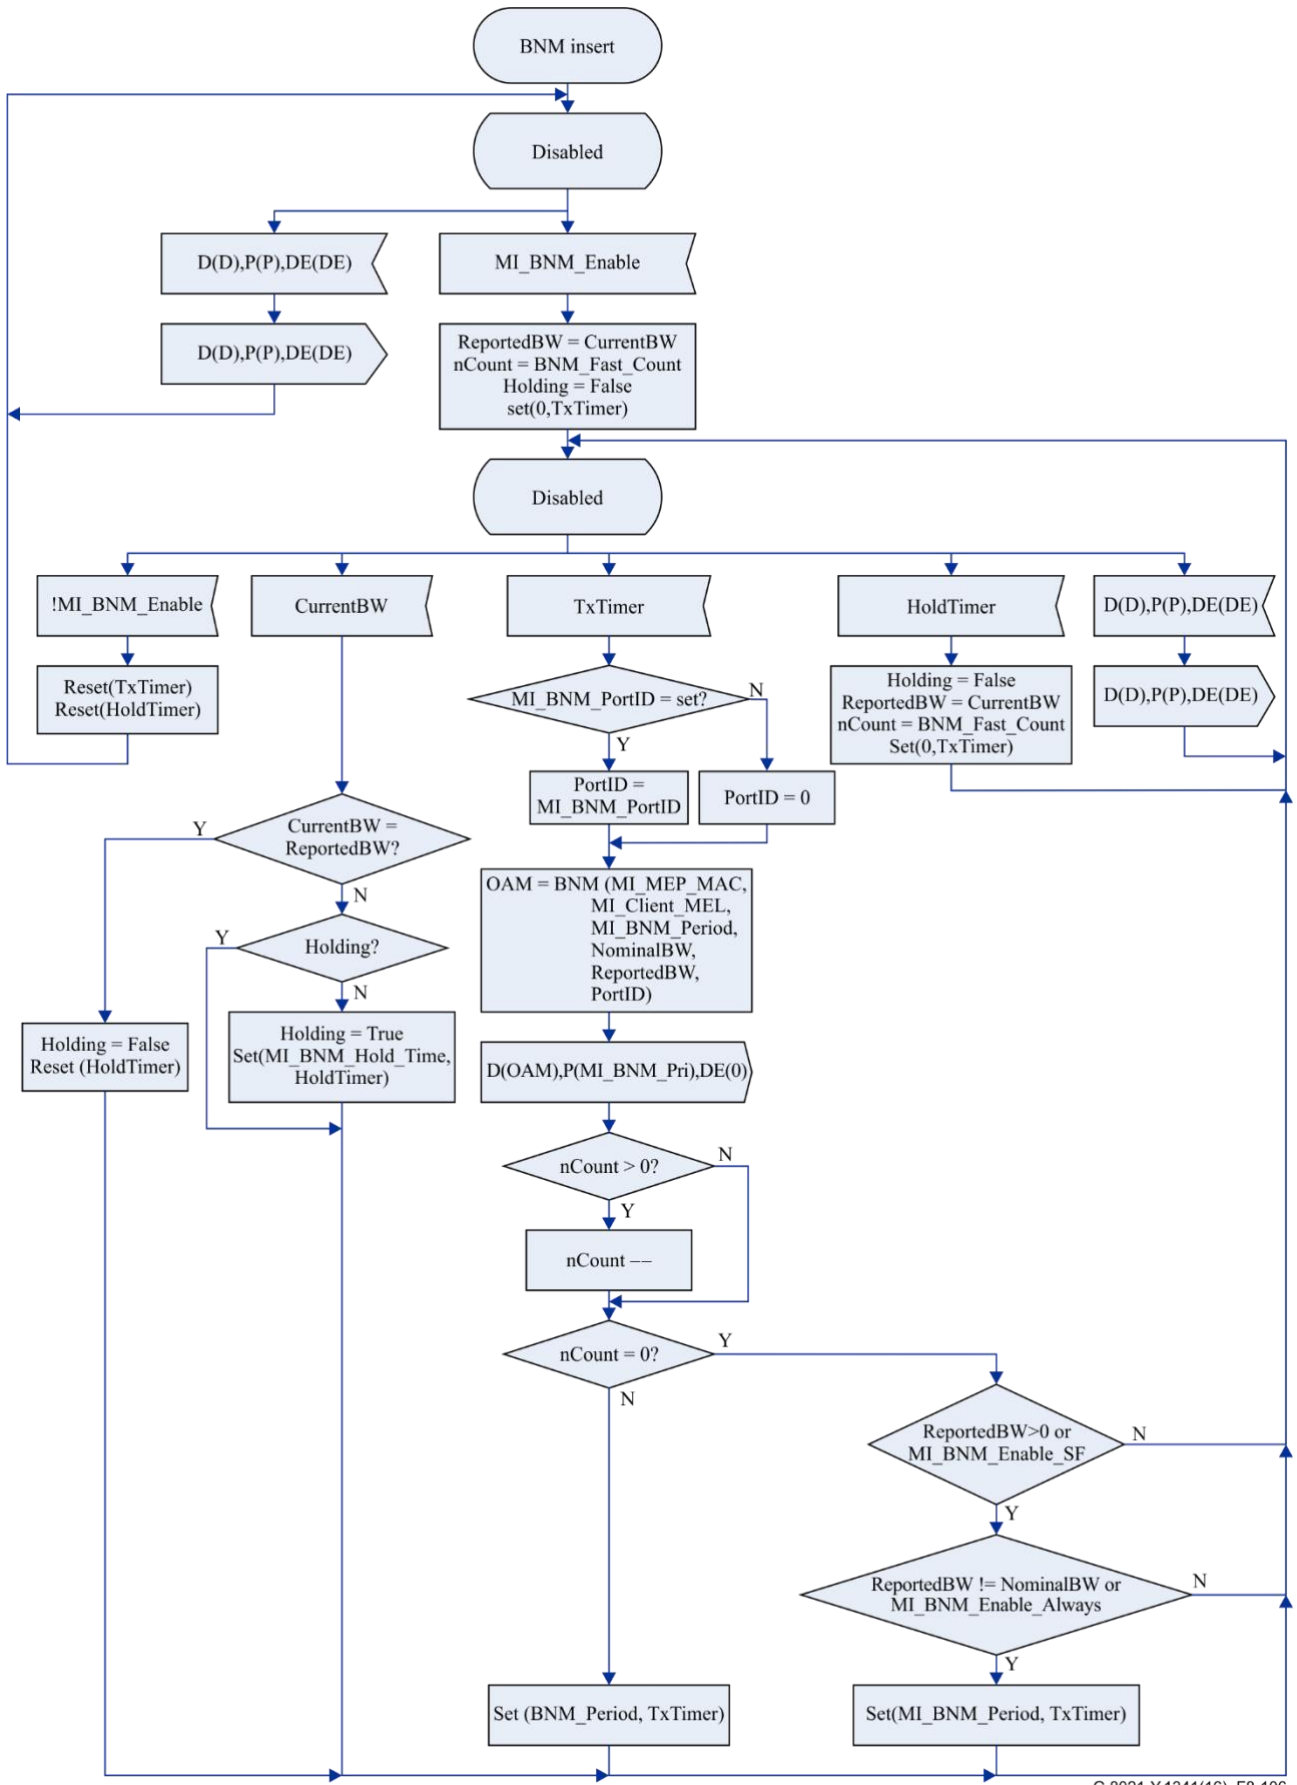 BNM insert
Disabled
D(D),P(P),DE(DE)
MI_BNM_Enable
D(D),P(P),DE(DE)
ReportedBW = CurrentBW
nCount = BNM_Fast_Count
Holding = False
set(0,TxTimer)
Disabled
!MI_BNM_Enable
CurrentBW
TxTimer
HoldTimer
D(D),P(P),DE(DE)
Reset(TxTimer)
Reset(HoldTimer)
MI_BNM_PortID = set?
N
Y
Holding = False
ReportedBW = CurrentBW
nCount = BNM_Fast_Count
Set(0,TxTimer)
D(D),P(P),DE(DE)
PortID =
MI_BNM_PortID
PortID = 0
Y
CurrentBW =
ReportedBW?
N
OAM = BNM (MI_MEP_MAC,
MI_Client_MEL,
MI_BNM_Period,
NominalBW,
ReportedBW,
PortID)
Y
Holding?
N
Holding = False
Reset (HoldTimer)
Holding = True
Set(MI_BNM_Hold_Time,
HoldTimer)
D(OAM),P(MI_BNM_Pri),DE(0)
nCount > 0?
N
Y
nCount ––
nCount = 0?
Y
N
ReportedBW>0 or
MI_BNM_Enable_SF
N
Y
ReportedBW != NominalBW or
MI_BNM_Enable_Always
N
Y
Set (BNM_Period, TxTimer)
Set(MI_BNM_Period, TxTimer)